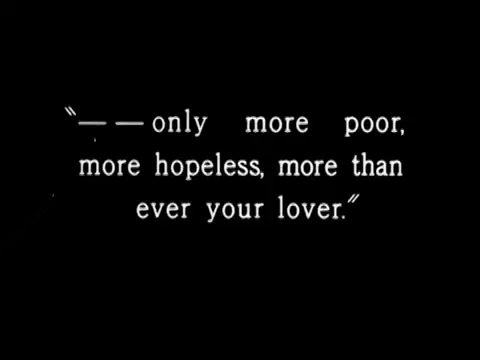 "— — only more poor,
more hopeless, more than
ever your lover."